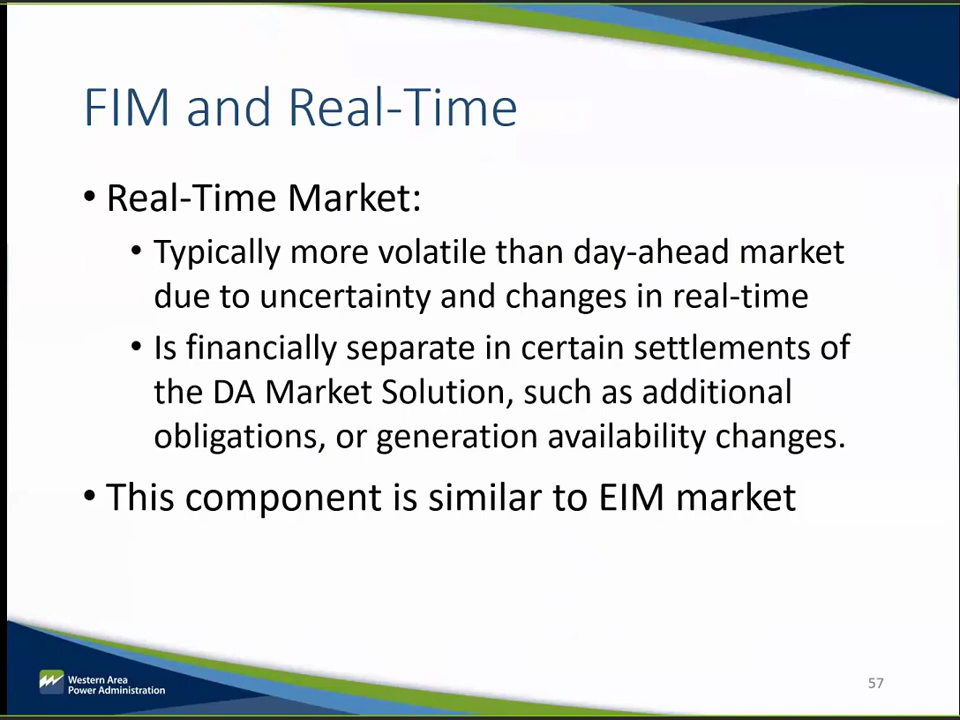 FIM and Real-Time
• Real-Time Market:
• Typically more volatile than day-ahead market
due to uncertainty and changes in real-time
• Is financially separate in certain settlements of
the DA Market Solution, such as additional
obligations, or generation availability changes.
• This component is similar to EIM market
Western Area
Power Administration
57